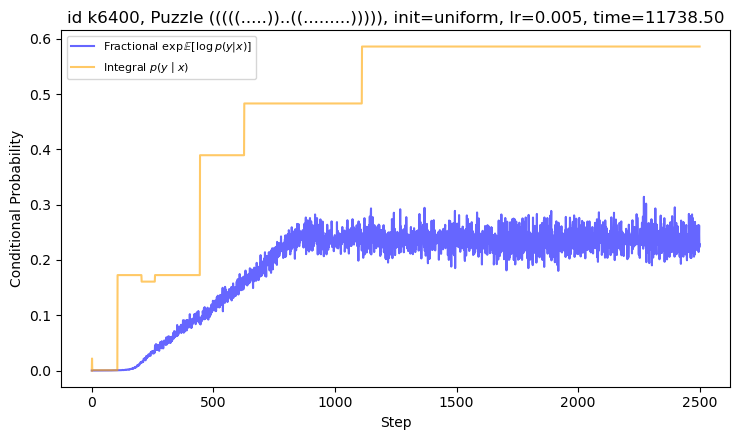 id k6400, Puzzle (((((.....))..((.........))))), init=uniform, lr=0.005, time=11738.50
Fractional exp𝔼[log p(y|x)]
Integral p(y | x)
Conditional Probability
0.6
0.5
0.4
0.3
0.2
0.1
0.0
0
500
1000
1500
2000
2500
Step